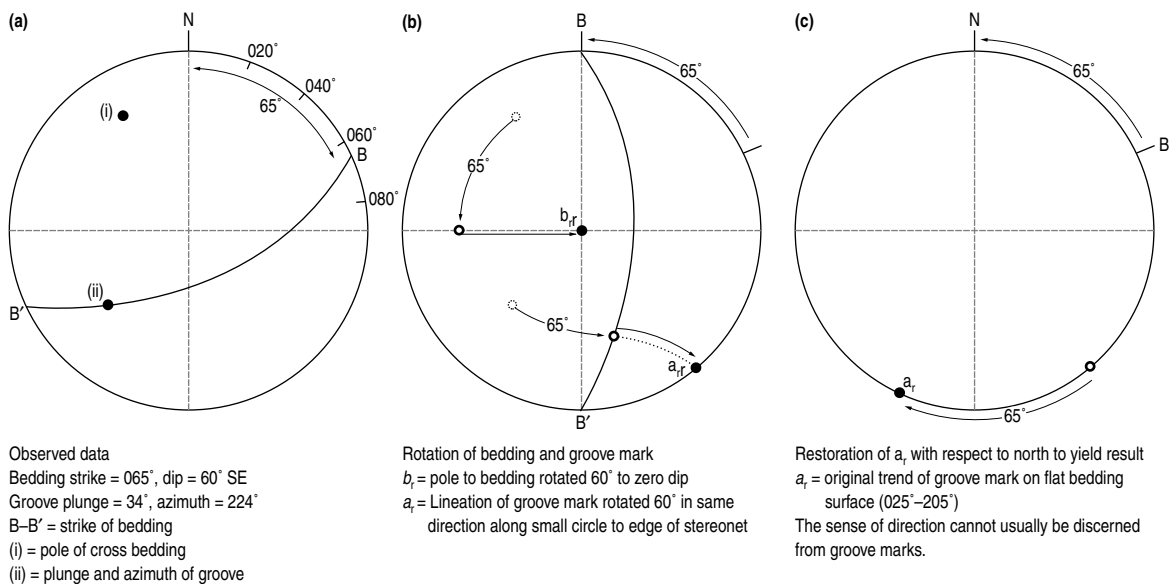 (a)
N
020˚
040˚
65˚
060˚
B
080˚
(i)
(ii)
B′
Observed data
Bedding strike = 065˚, dip = 60˚ SE
Groove plunge = 34˚, azimuth = 224˚
B–B′ = strike of bedding
(i) = pole of cross bedding
(ii) = plunge and azimuth of groove
(b)
B
65˚
65˚
brr
65˚
arr
B′
Rotation of bedding and groove mark
br = pole to bedding rotated 60˚ to zero dip
ar = Lineation of groove mark rotated 60˚ in same
direction along small circle to edge of stereonet
(c)
N
65˚
B
ar
65˚
Restoration of ar with respect to north to yield result
ar = original trend of groove mark on flat bedding
surface (025˚–205˚)
The sense of direction cannot usually be discerned
from groove marks.